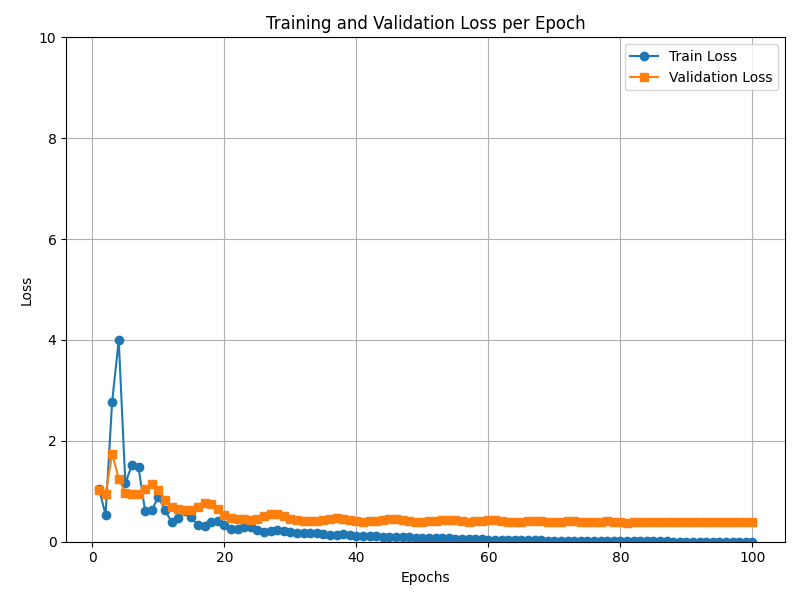 Training and Validation Loss per Epoch
Train Loss
Validation Loss
10
8
6
4
2
0
Loss
0 20 40 60 80 100
Epochs